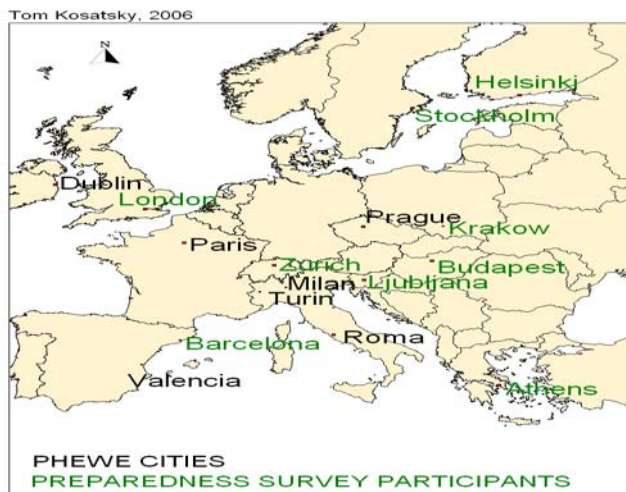 Tom Kosatsky, 2006
N
Helsinki
Stockholm
Dublin
London
Prague
Krakow
Paris
Zurich
Budapest
Milan
Ljubljana
Turin
Barcelona
Roma
Valencia
Athens
PHEWE CITIES
PREPAREDNESS SURVEY PARTICIPANTS